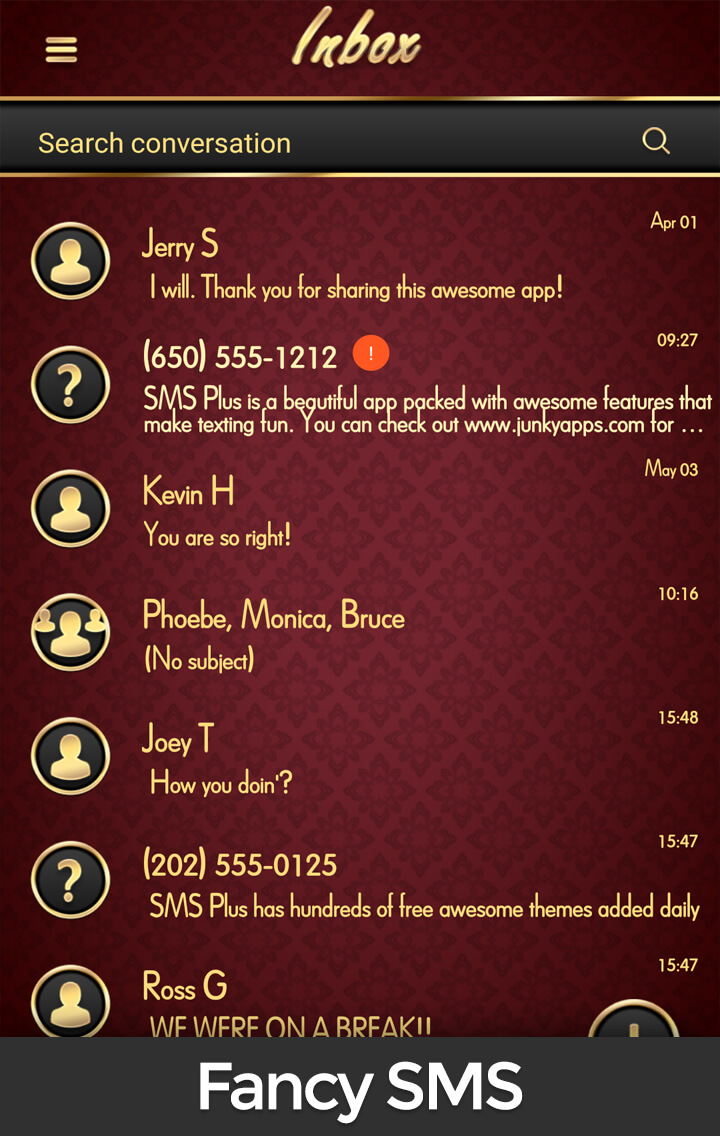 Inbox
Search conversation
Apr 01
Jerry S
I will. Thank you for sharing this awesome app!
09:27
(650) 555-1212 !
SMS Plus is a beautiful app packed with awesome features that
make texting fun. You can check out www.junkyapps.com for ...
May 03
Kevin H
You are so right!
10:16
Phoebe, Monica, Bruce
(No subject)
15:48
Joey T
How you doin'?
15:47
(202) 555-0125
SMS Plus has hundreds of free awesome themes added daily
15:47
Ross G
WE WERE ON A BREAK!!
Fancy SMS